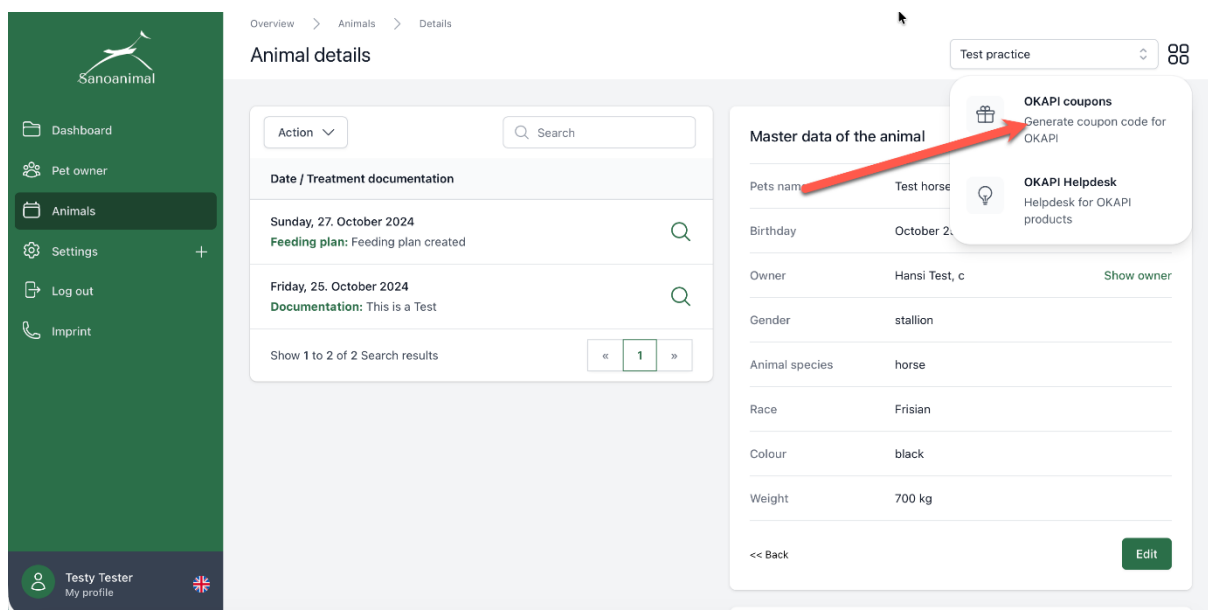 Sanoanimal
Dashboard
Pet owner
Animals
Settings
Log out
Imprint
Testy Tester
My profile
Overview > Animals > Details
Animal details
Test practice
OKAPI coupons
Generate coupon code for
OKAPI
OKAPI Helpdesk
Helpdesk for OKAPI
products
Action
Search
Date / Treatment documentation
Sunday, 27. October 2024
Feeding plan: Feeding plan created
Friday, 25. October 2024
Documentation: This is a Test
Show 1 to 2 of 2 Search results
« 1 »
Master data of the animal
Pets
Test horse
Birthday
October
Owner
Hansi Test, c
Show owner
Gender
stallion
Animal species
horse
Race
Frisian
Colour
black
Weight
700 kg
<< Back
Edit